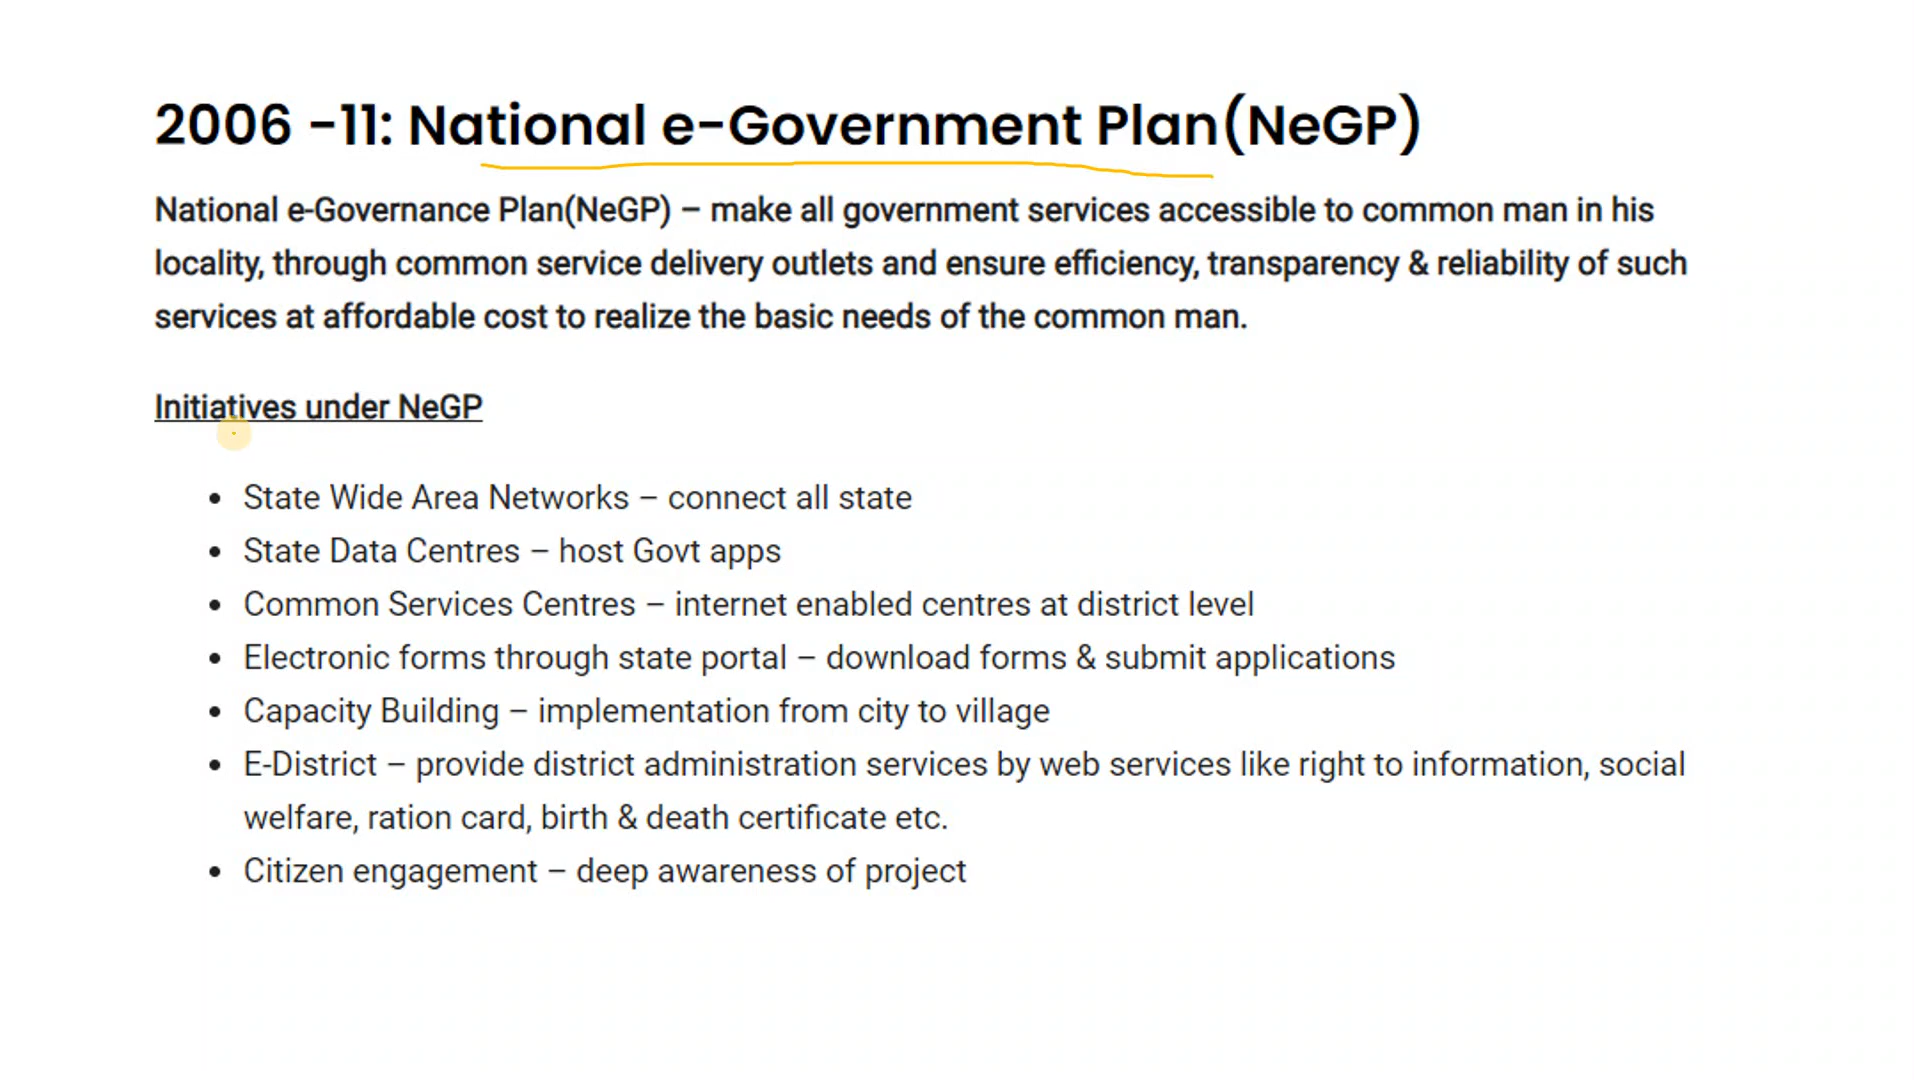 2006 -11: National e-Government Plan(NeGP)
National e-Governance Plan(NeGP) – make all government services accessible to common man in his
locality, through common service delivery outlets and ensure efficiency, transparency & reliability of such
services at affordable cost to realize the basic needs of the common man.
Initiatives under NeGP
• State Wide Area Networks – connect all state
• State Data Centres – host Govt apps
• Common Services Centres – internet enabled centres at district level
• Electronic forms through state portal – download forms & submit applications
• Capacity Building – implementation from city to village
• E-District – provide district administration services by web services like right to information, social
welfare, ration card, birth & death certificate etc.
• Citizen engagement – deep awareness of project